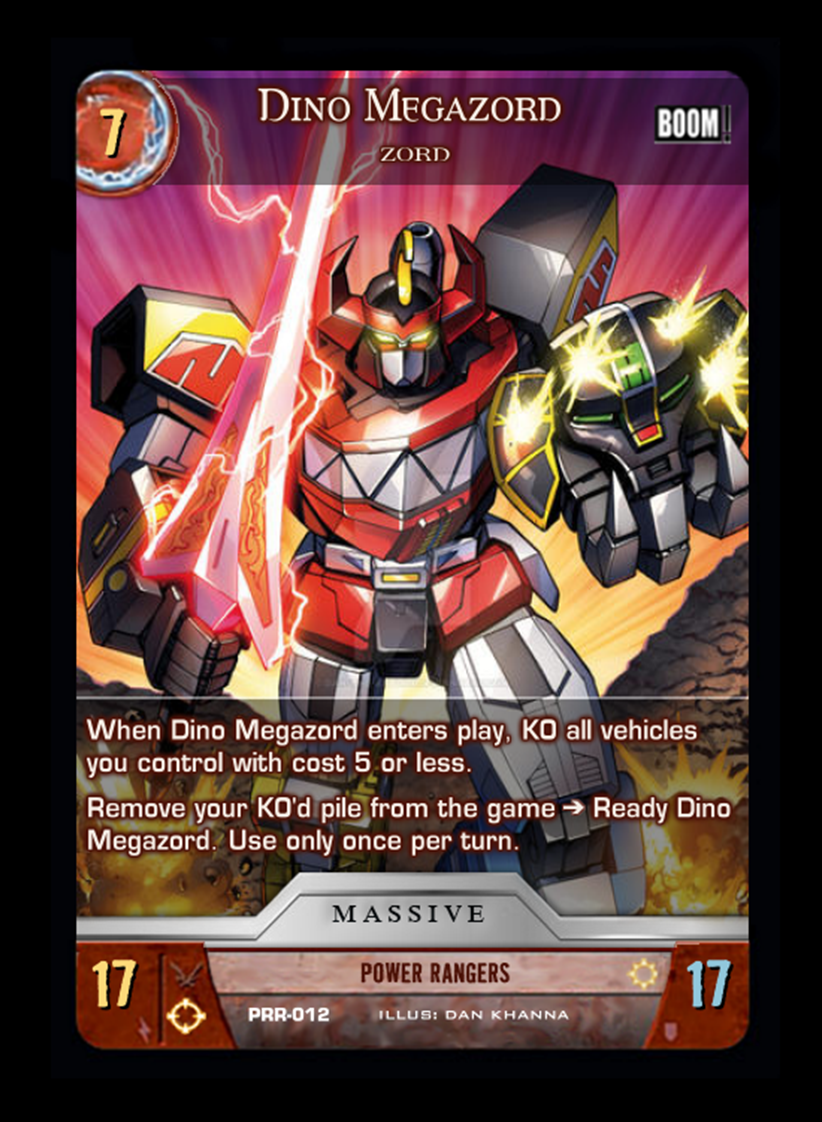 7
DINO MEGAZORD
ZORD
BOOM!
When Dino Megazord enters play, KO all vehicles
you control with cost 5 or less.
Remove your KO'd pile from the game → Ready Dino
Megazord. Use only once per turn.
MASSIVE
17
POWER RANGERS
17
PRR-012 ILLUS: DAN KHANNA